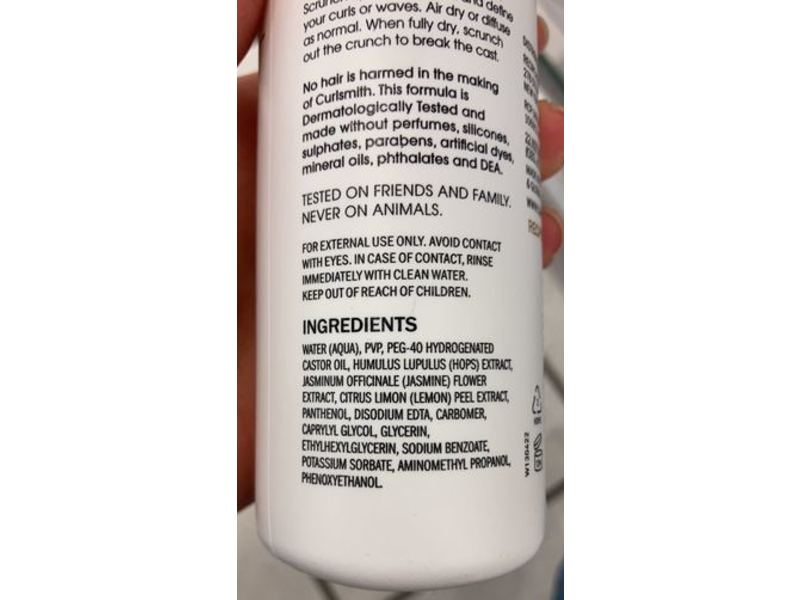 Scrunch and define
your curls or waves. Air dry or diffuse
as normal. When fully dry, scrunch
out the crunch to break the cast.
No hair is harmed in the making
of Curlsmith. This formula is
Dermatologically Tested and
made without perfumes, silicones,
sulphates, parabens, artificial dyes,
mineral oils, phthalates and DEA.
TESTED ON FRIENDS AND FAMILY.
NEVER ON ANIMALS.
FOR EXTERNAL USE ONLY. AVOID CONTACT
WITH EYES. IN CASE OF CONTACT, RINSE
IMMEDIATELY WITH CLEAN WATER.
KEEP OUT OF REACH OF CHILDREN.
INGREDIENTS
WATER (AQUA), PVP, PEG-40 HYDROGENATED
CASTOR OIL, HUMULUS LUPULUS (HOPS) EXTRACT,
JASMINUM OFFICINALE (JASMINE) FLOWER
EXTRACT, CITRUS LIMON (LEMON) PEEL EXTRACT,
PANTHENOL, DISODIUM EDTA, CARBOMER,
CAPRYLYL GLYCOL, GLYCERIN,
ETHYLHEXYLGLYCERIN, SODIUM BENZOATE,
POTASSIUM SORBATE, AMINOMETHYL PROPANOL,
PHENOXYETHANOL.
W130422